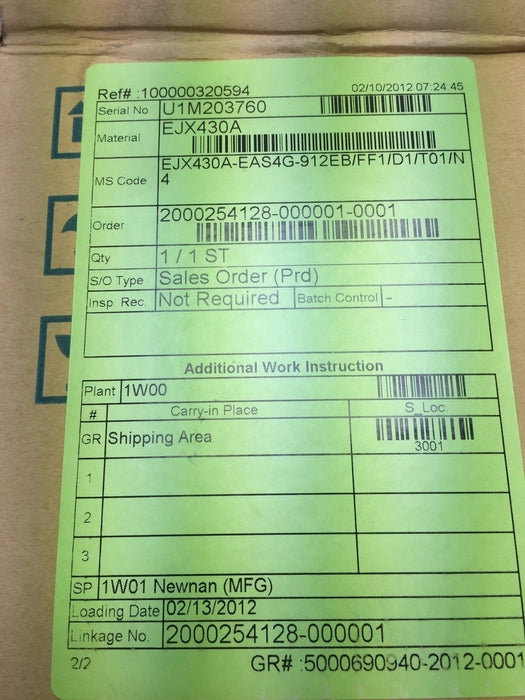 Ref# :100000320594 02/10/2012 07:24:45
Serial No U1M203760
Material EJX430A
MS Code EJX430A-EAS4G-912EB/FF1/D1/T01/N
4
Order 2000254128-000001-0001
Qty 1 / 1 ST
S/O Type Sales Order (Prd)
Insp. Rec. Not Required Batch Control -
Additional Work Instruction
Plant 1W00
# Carry-in Place S_Loc.
GR Shipping Area
3001
1
2
3
SP 1W01 Newnan (MFG)
Loading Date 02/13/2012
Linkage No. 2000254128-000001
2/2 GR# :5000690940-2012-0001